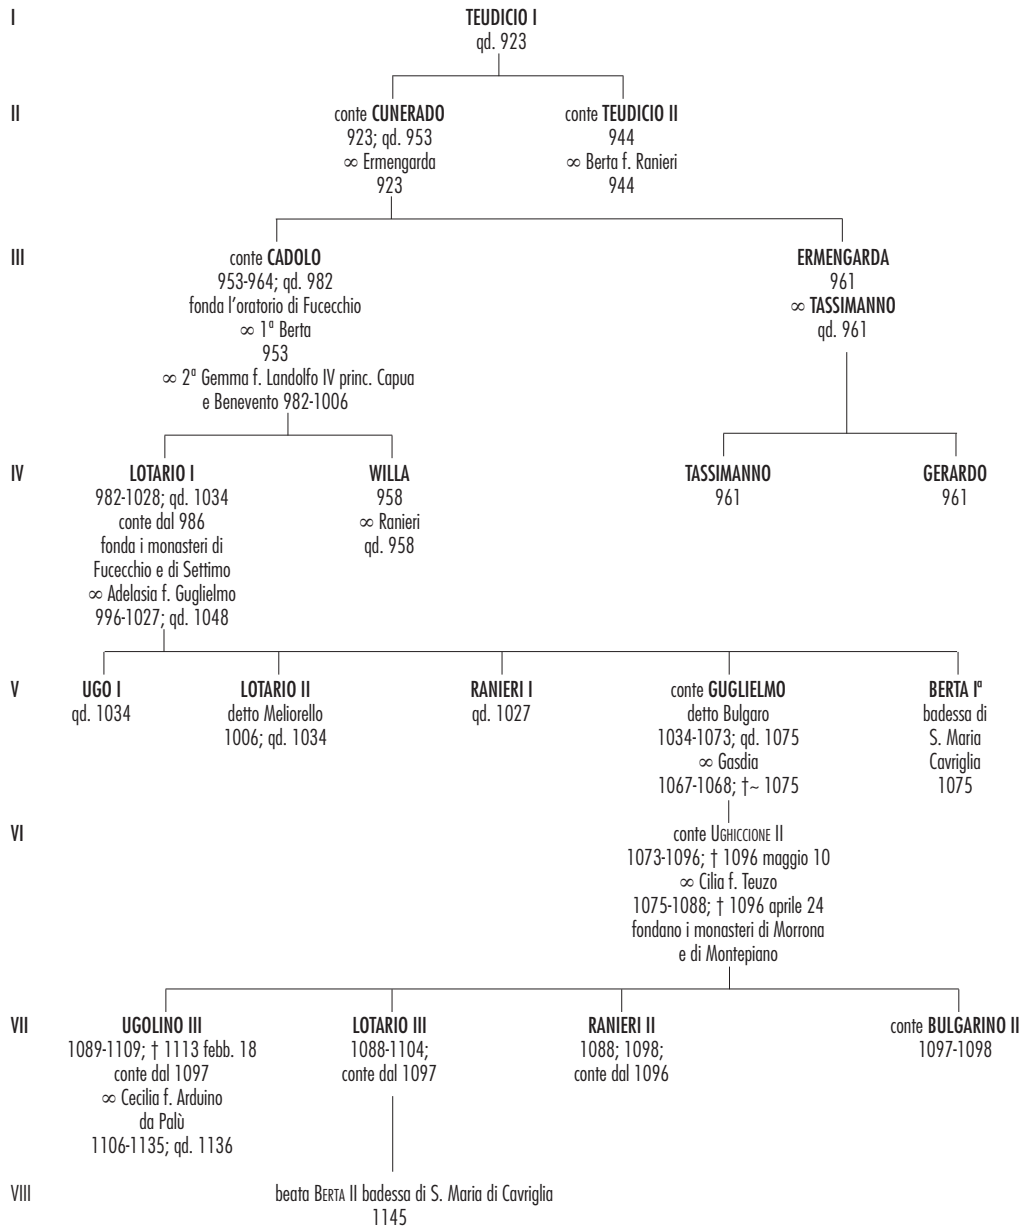 I
TEUDICIO I
qd. 923
II
conte CUNERADO
923; qd. 953
∞ Ermengarda
923
conte TEUDICIO II
944
∞ Berta f. Ranieri
944
III
conte CADOLO
953-964; qd. 982
fonda l'oratorio di Fucecchio
∞ 1ª Berta
953
∞ 2ª Gemma f. Landolfo IV princ. Capua
e Benevento 982-1006
ERMENGARDA
961
∞ TASSIMANNO
qd. 961
IV
LOTARIO I
982-1028; qd. 1034
conte dal 986
fonda i monasteri di
Fucecchio e di Settimo
∞ Adelasia f. Guglielmo
996-1027; qd. 1048
WILLA
958
∞ Ranieri
qd. 958
TASSIMANNO
961
GERARDO
961
V
UGO I
qd. 1034
LOTARIO II
detto Meliorello
1006; qd. 1034
RANIERI I
qd. 1027
conte GUGLIELMO
detto Bulgaro
1034-1073; qd. 1075
∞ Gasdia
1067-1068; †~ 1075
BERTA Iª
badessa di
S. Maria
Cavriglia
1075
VI
conte UGHICCIONE II
1073-1096; † 1096 maggio 10
∞ Cilia f. Teuzo
1075-1088; † 1096 aprile 24
fondano i monasteri di Morrona
e di Montepiano
VII
UGOLINO III
1089-1109; † 1113 febb. 18
conte dal 1097
∞ Cecilia f. Arduino
da Palù
1106-1135; qd. 1136
LOTARIO III
1088-1104;
conte dal 1097
RANIERI II
1088; 1098;
conte dal 1096
conte BULGARINO II
1097-1098
VIII
beata BERTA II badessa di S. Maria di Cavriglia
1145